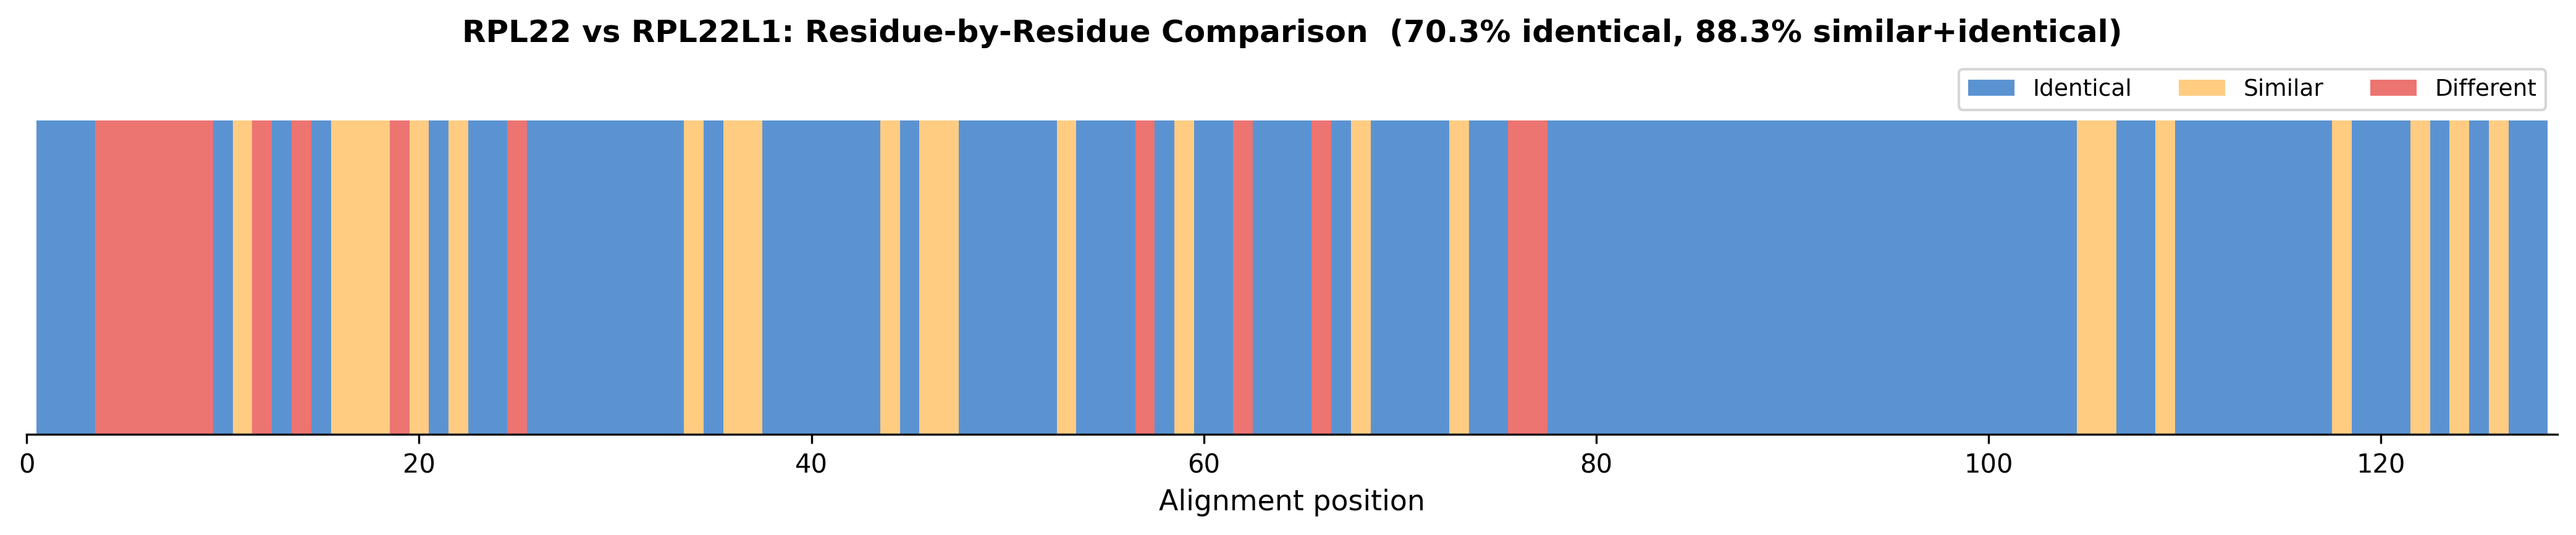 RPL22 vs RPL22L1: Residue-by-Residue Comparison  (70.3% identical, 88.3% similar+identical)
Identical Similar Different
0 20 40 60 80 100 120
Alignment position